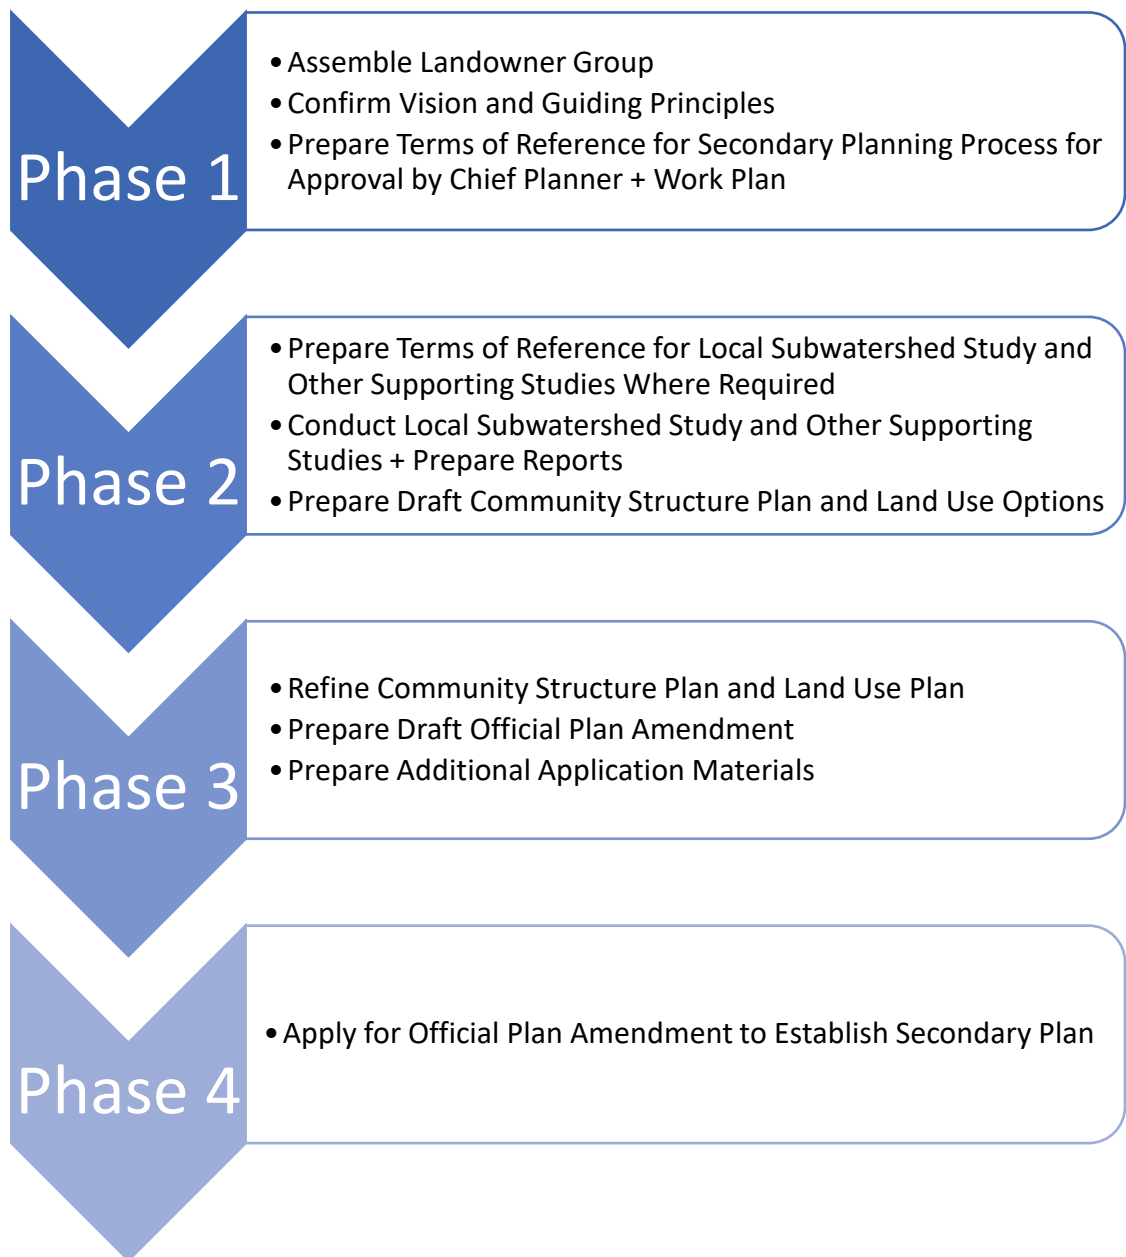 Phase 1
• Assemble Landowner Group
• Confirm Vision and Guiding Principles
• Prepare Terms of Reference for Secondary Planning Process for
Approval by Chief Planner + Work Plan
Phase 2
• Prepare Terms of Reference for Local Subwatershed Study and
Other Supporting Studies Where Required
• Conduct Local Subwatershed Study and Other Supporting
Studies + Prepare Reports
• Prepare Draft Community Structure Plan and Land Use Options
Phase 3
• Refine Community Structure Plan and Land Use Plan
• Prepare Draft Official Plan Amendment
• Prepare Additional Application Materials
Phase 4
• Apply for Official Plan Amendment to Establish Secondary Plan